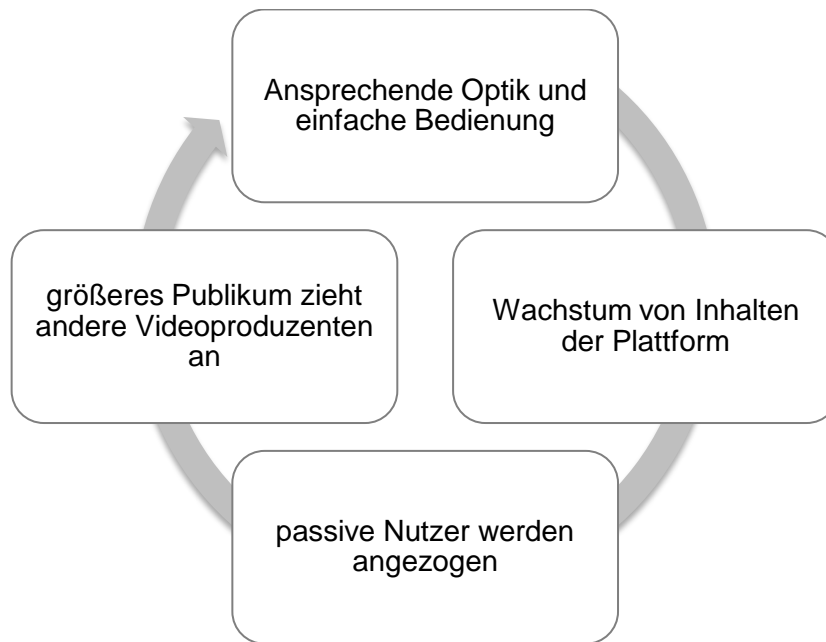 Ansprechende Optik und
einfache Bedienung
Wachstum von Inhalten
der Plattform
passive Nutzer werden
angezogen
größeres Publikum zieht
andere Videoproduzenten
an